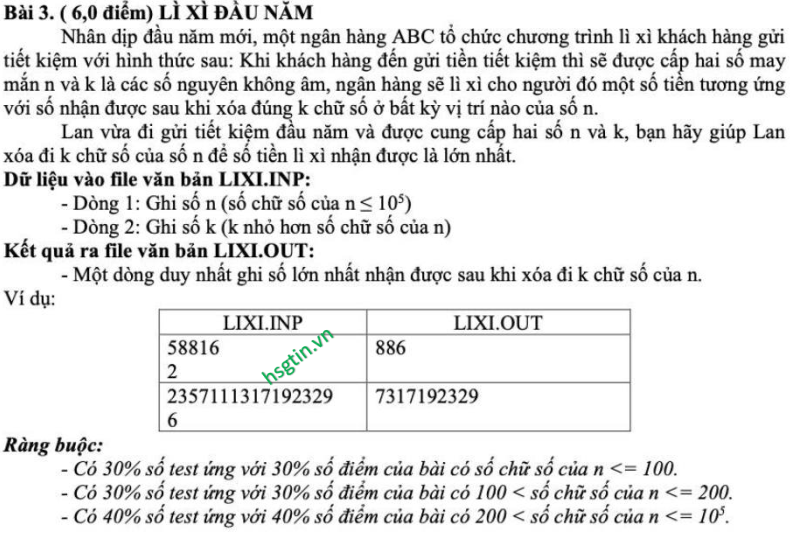 Bài 3. ( 6,0 điểm) LÌ XÌ ĐẦU NĂM
Nhân dịp đầu năm mới, một ngân hàng ABC tổ chức chương trình lì xì khách hàng gửi
tiết kiệm với hình thức sau: Khi khách hàng đến gửi tiền tiết kiệm thì sẽ được cấp hai số may
mắn n và k là các số nguyên không âm, ngân hàng sẽ lì xì cho người đó một số tiền tương ứng
với số nhận được sau khi xóa đúng k chữ số ở bất kỳ vị trí nào của số n.
Lan vừa đi gửi tiết kiệm đầu năm và được cung cấp hai số n và k, bạn hãy giúp Lan
xóa đi k chữ số của số n để số tiền lì xì nhận được là lớn nhất.
Dữ liệu vào file văn bản LIXI.INP:
- Dòng 1: Ghi số n (số chữ số của n ≤ 10⁵)
- Dòng 2: Ghi số k (k nhỏ hơn số chữ số của n)
Kết quả ra file văn bản LIXI.OUT:
- Một dòng duy nhất ghi số lớn nhất nhận được sau khi xóa đi k chữ số của n.
Ví dụ:
LIXI.INP LIXI.OUT
58816 886
2
hsgtin.vn
2357111317192329 7317192329
6
Ràng buộc:
- Có 30% số test ứng với 30% số điểm của bài có số chữ số của n <= 100.
- Có 30% số test ứng với 30% số điểm của bài có 100 < số chữ số của n <= 200.
- Có 40% số test ứng với 40% số điểm của bài có 200 < số chữ số của n <= 10⁵.